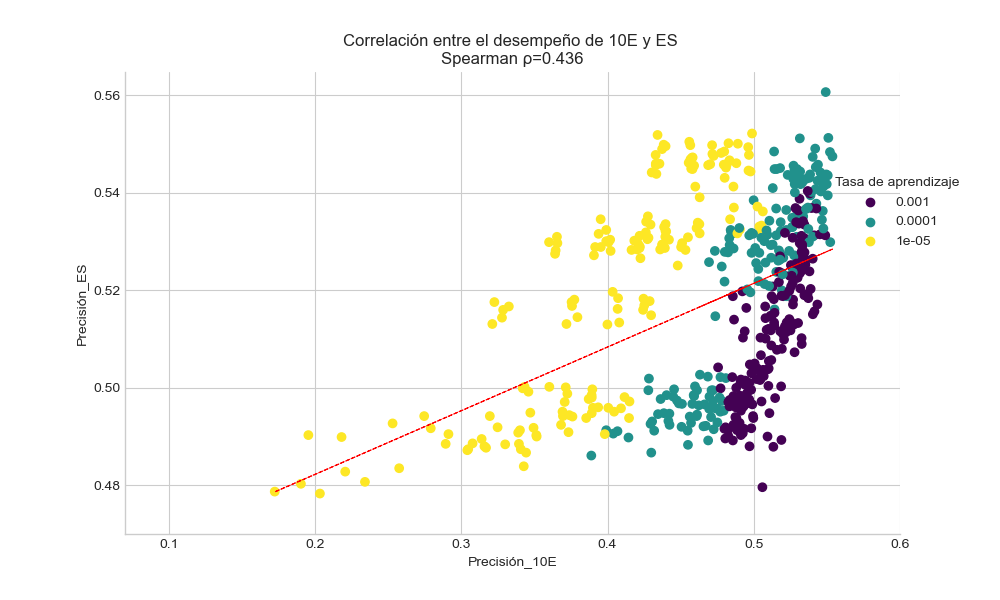 Correlación entre el desempeño de 10E y ES
Spearman ρ=0.436
0.56
0.54
0.52
0.50
0.48
Precisión_ES
Tasa de aprendizaje
0.001
0.0001
1e-05
0.1
0.2
0.3
0.4
0.5
0.6
Precisión_10E